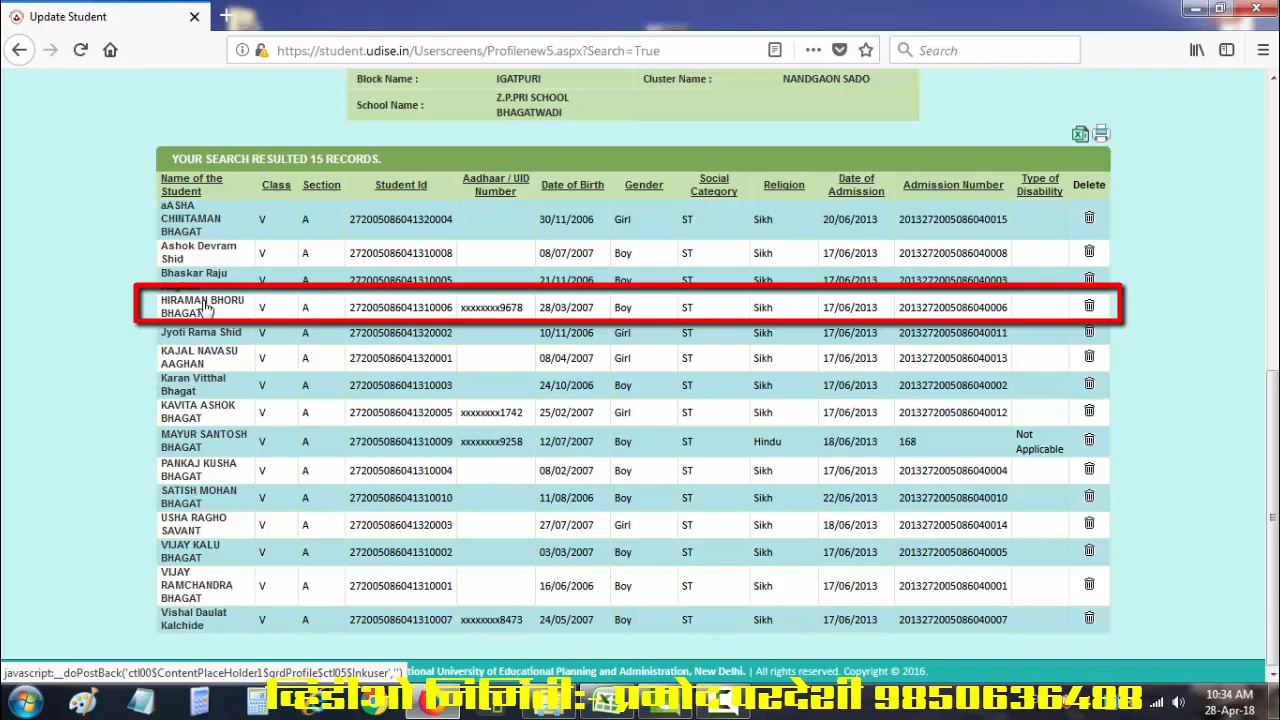 Update Student
https://student.udise.in/Userscreens/Profilenew5.aspx?Search=True
Search
Block Name : IGATPURI Cluster Name : NANDGAON SADO
School Name : Z.P.PRI SCHOOL
BHAGATWADI
YOUR SEARCH RESULTED 15 RECORDS.
Name of the Student Class Section Student Id Aadhaar / UID Number Date of Birth Gender Social Category Religion Date of Admission Admission Number Type of Disability Delete
aASHA CHINTAMAN BHAGAT V A 272005086041320004 30/11/2006 Girl ST Sikh 20/06/2013 2013272005086040015
Ashok Devram Shid V A 272005086041310008 08/07/2007 Boy ST Sikh 17/06/2013 2013272005086040008
Bhaskar Raju V A 272005086041310005 21/11/2006 Boy ST Sikh 17/06/2013 2013272005086040003
HIRAMAN BHORU BHAGAT V A 272005086041310006 xxxxxxxx9678 28/03/2007 Boy ST Sikh 17/06/2013 2013272005086040006
Jyoti Rama Shid V A 272005086041320002 10/11/2006 Girl ST Sikh 17/06/2013 2013272005086040011
KAJAL NAVASU AAGHAN V A 272005086041320001 08/04/2007 Girl ST Sikh 17/06/2013 2013272005086040013
Karan Vitthal Bhagat V A 272005086041310003 24/10/2006 Boy ST Sikh 17/06/2013 2013272005086040002
KAVITA ASHOK BHAGAT V A 272005086041320005 xxxxxxxx1742 25/02/2007 Girl ST Sikh 17/06/2013 2013272005086040012
MAYUR SANTOSH BHAGAT V A 272005086041310009 xxxxxxxx9258 12/07/2007 Boy ST Hindu 18/06/2013 168 Not Applicable
PANKAJ KUSHA BHAGAT V A 272005086041310004 08/02/2007 Boy ST Sikh 17/06/2013 2013272005086040004
SATISH MOHAN BHAGAT V A 272005086041310010 11/08/2006 Boy ST Sikh 22/06/2013 2013272005086040010
USHA RAGHO SAVANT V A 272005086041320003 27/07/2007 Girl ST Sikh 18/06/2013 2013272005086040014
VIJAY KALU BHAGAT V A 272005086041310002 03/03/2007 Boy ST Sikh 17/06/2013 2013272005086040005
VIJAY RAMCHANDRA BHAGAT V A 272005086041310001 16/06/2006 Boy ST Sikh 17/06/2013 2013272005086040001
Vishal Daulat Kalchide V A 272005086041310007 xxxxxxxx8473 24/05/2007 Boy ST Sikh 17/06/2013 2013272005086040007
javascript:__doPostBack('ctl00$ContentPlaceHolder1$grdProfile$ctl05$lnkuser','') tional University of Educational Planning and Administration, New Delhi. | All rights reserved. Copyright © 2016.
व्हिडीओ निर्मिती: प्रमोद परदेशी 9850636488
10:34 AM
28-Apr-18